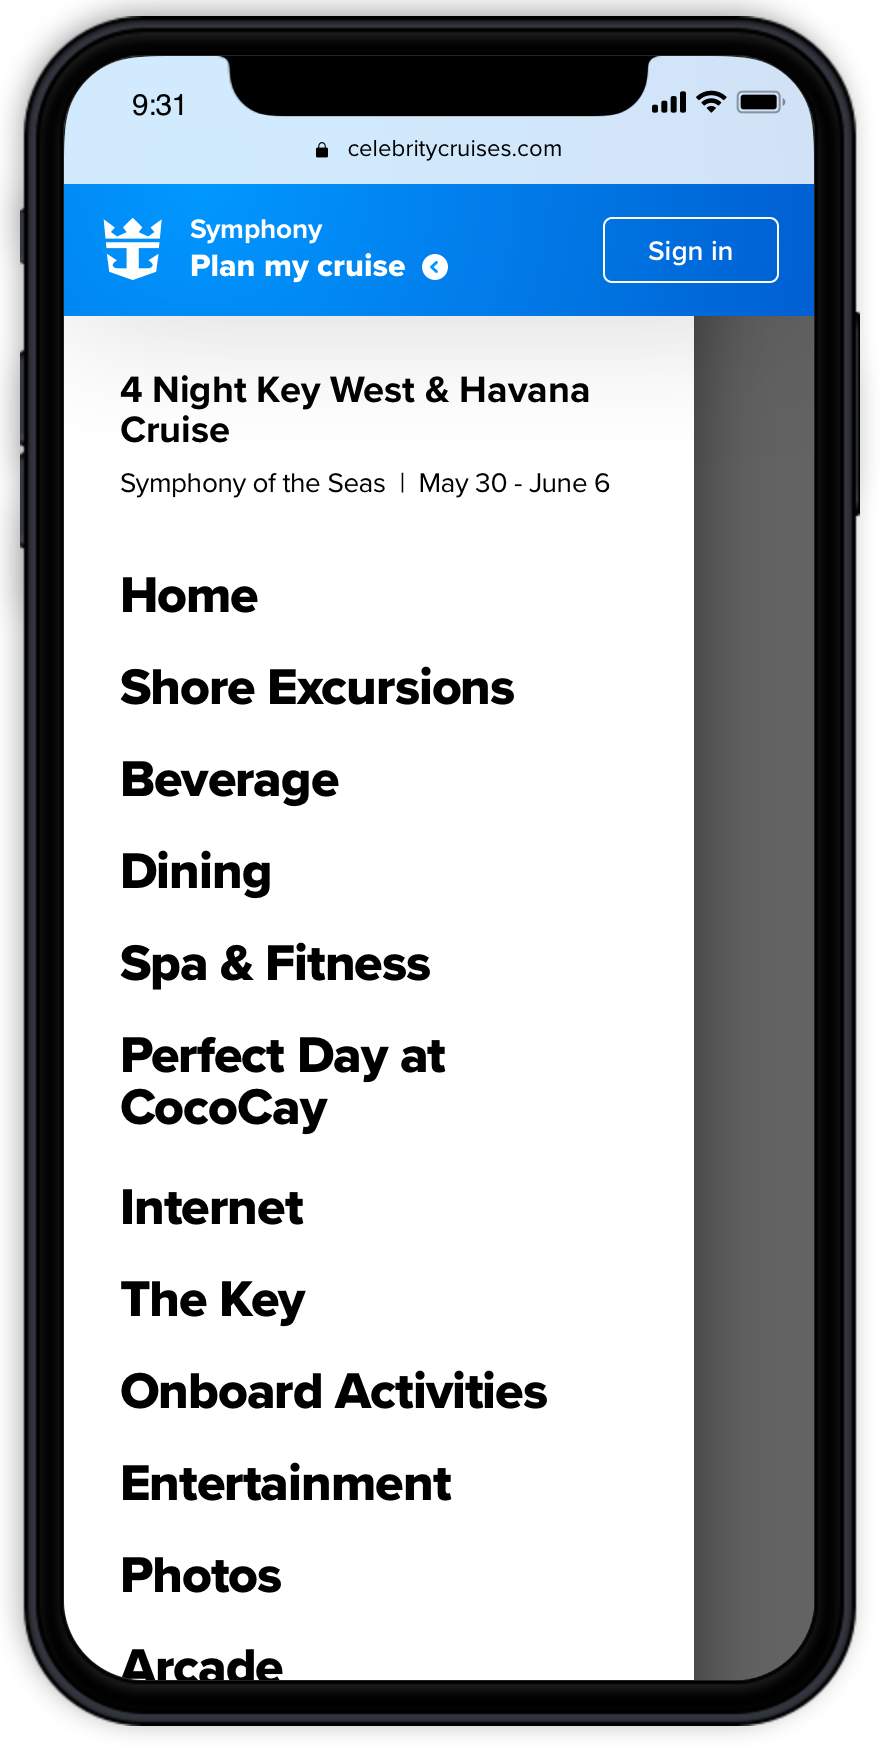 9:31
celebritycruises.com
Symphony
Plan my cruise
Sign in
4 Night Key West & Havana
Cruise
Symphony of the Seas | May 30 - June 6
Home
Shore Excursions
Beverage
Dining
Spa & Fitness
Perfect Day at
CocoCay
Internet
The Key
Onboard Activities
Entertainment
Photos
Arcade